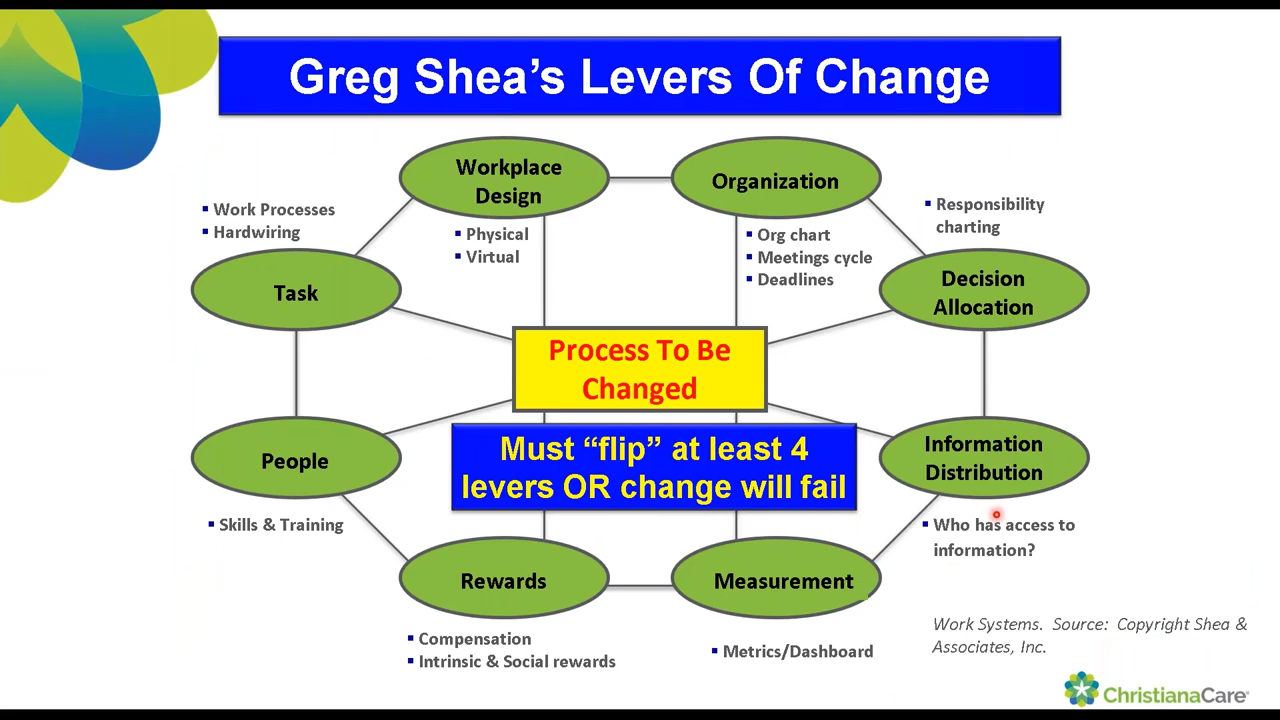 Greg Shea's Levers Of Change
Workplace
Design
▪ Physical
▪ Virtual
Organization
▪ Org chart
▪ Meetings cycle
▪ Deadlines
▪ Work Processes
▪ Hardwiring
Task
▪ Responsibility
charting
Decision
Allocation
Process To Be
Changed
Must “flip” at least 4
levers OR change will fail
People
▪ Skills & Training
Information
Distribution
▪ Who has access to
information?
Rewards
▪ Compensation
▪ Intrinsic & Social rewards
Measurement
▪ Metrics/Dashboard
Work Systems. Source: Copyright Shea &
Associates, Inc.
ChristianaCare